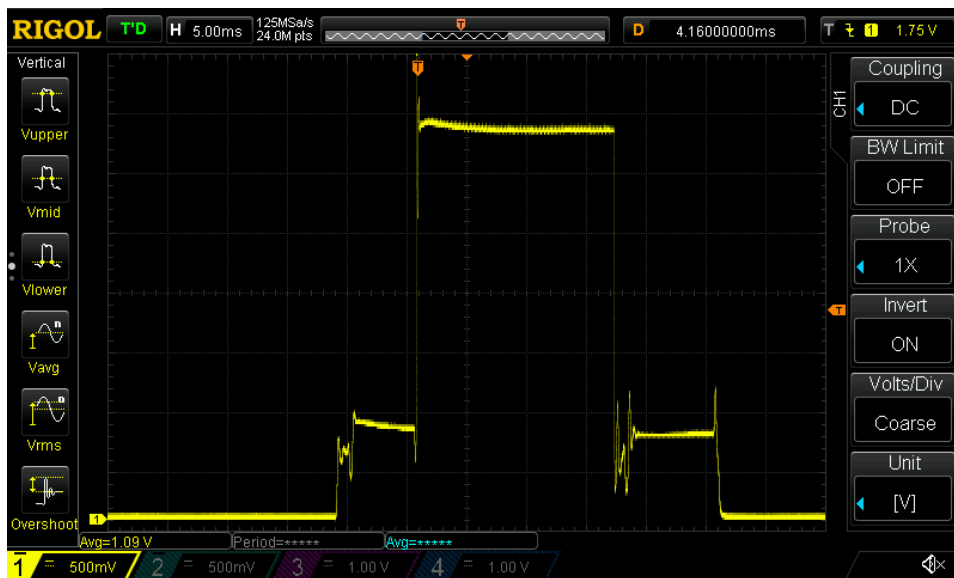 RIGOL T'D H 5.00ms 125MSa/s 24.0M pts D 4.16000000ms T 1 1.75 V
Vertical
Vupper
Vmid
Vlower
n
Vavg
n
Vrms
Overshoot
T
T
1
CH1
Coupling
DC
BW Limit
OFF
Probe
1X
Invert
ON
Volts/Div
Coarse
Unit
[V]
Avg=1.09 V Period=***** Avg=*****
1 = 500mV 2 = 500mV 3 = 1.00 V 4 = 1.00 V